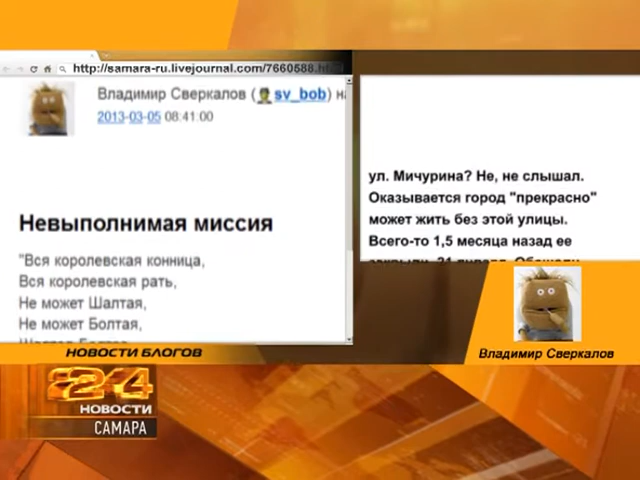 http://samara-ru.livejournal.com/7660588.html
Владимир Сверкалов (sv_bob) на
2013-03-05 08:41:00
Невыполнимая миссия
"Вся королевская конница,
Вся королевская рать,
Не может Шалтая,
Не может Болтая,
ул. Мичурина? Не, не слышал.
Оказывается город "прекрасно"
может жить без этой улицы.
Всего-то 1,5 месяца назад ее
НОВОСТИ БЛОГОВ
Владимир Сверкалов
24
НОВОСТИ
САМАРА